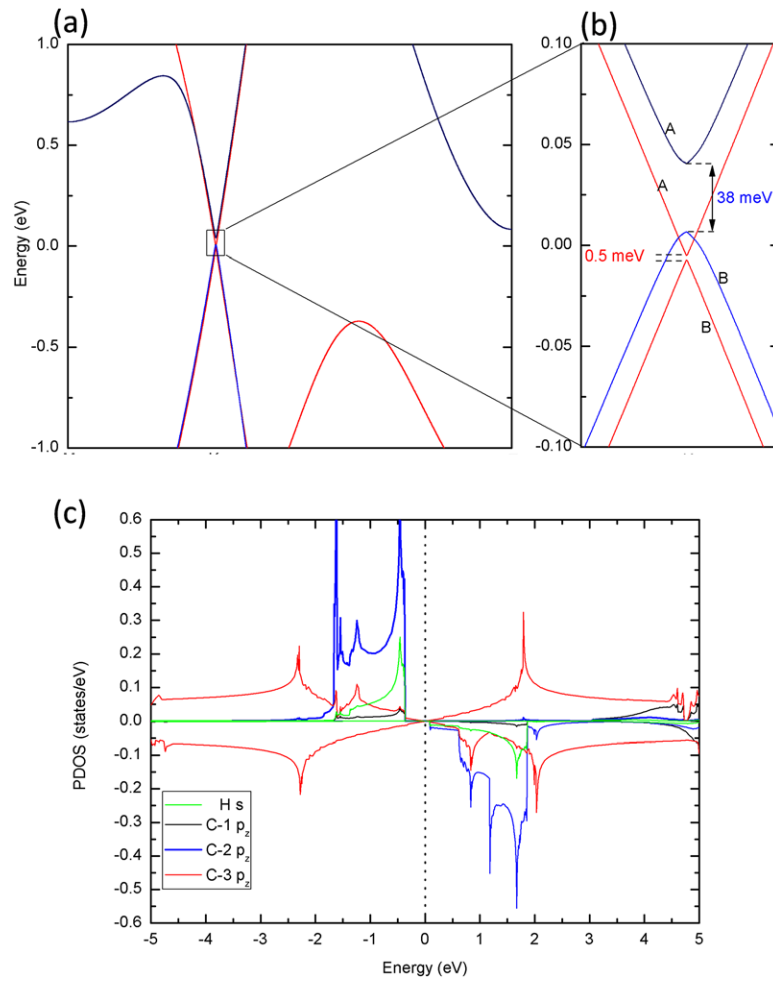 (a)
(b)
1.0
0.5
0.0
-0.5
-1.0
Energy (eV)
0.10
0.05
0.00
-0.05
-0.10
A
A
38 meV
0.5 meV
B
B
(c)
0.6
0.5
0.4
0.3
0.2
0.1
0.0
-0.1
-0.2
-0.3
-0.4
-0.5
-0.6
PDOS (states/eV)
H s
C-1 pz
C-2 pz
C-3 pz
-5 -4 -3 -2 -1 0 1 2 3 4 5
Energy (eV)